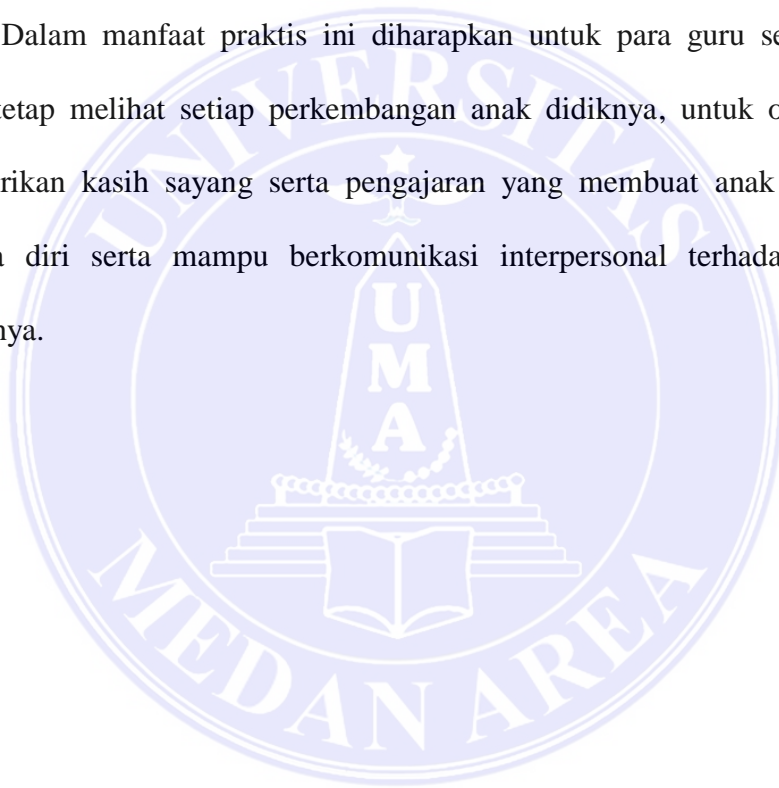 Dalam manfaat praktis ini diharapkan untuk para guru se
tetap melihat setiap perkembangan anak didiknya, untuk o
rikan kasih sayang serta pengajaran yang membuat anak
a diri serta mampu berkomunikasi interpersonal terhada
nya.
UNIVERSITAS
UMA
MEDAN AREA